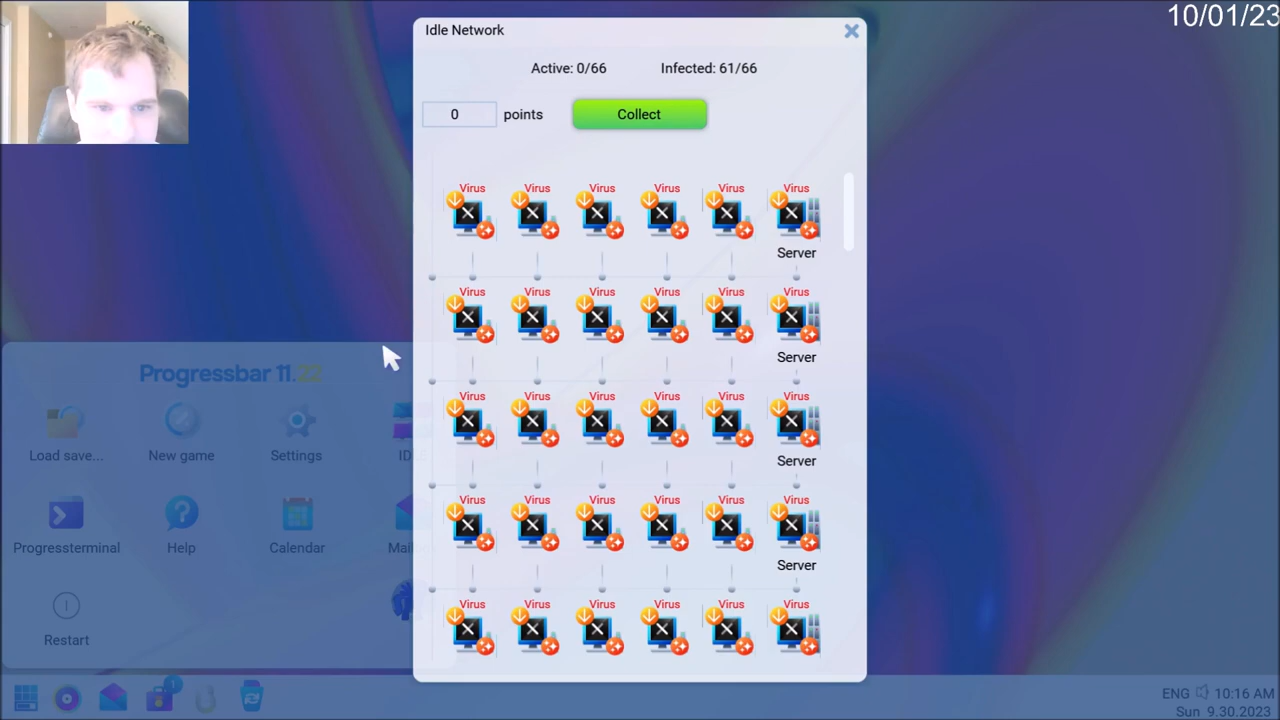 10/01/23
Idle Network
Active: 0/66 Infected: 61/66
0 points Collect
Virus Virus Virus Virus Virus Virus
Server
Virus Virus Virus Virus Virus Virus
Server
Progressbar 11.22
Virus Virus Virus Virus Virus Virus
Load save... New game Settings
Server
Virus Virus Virus Virus Virus Virus
Progressterminal Help Calendar
Server
Virus Virus Virus Virus Virus Virus
Restart
1
ENG 10:16 AM
Sun 9.30.2023